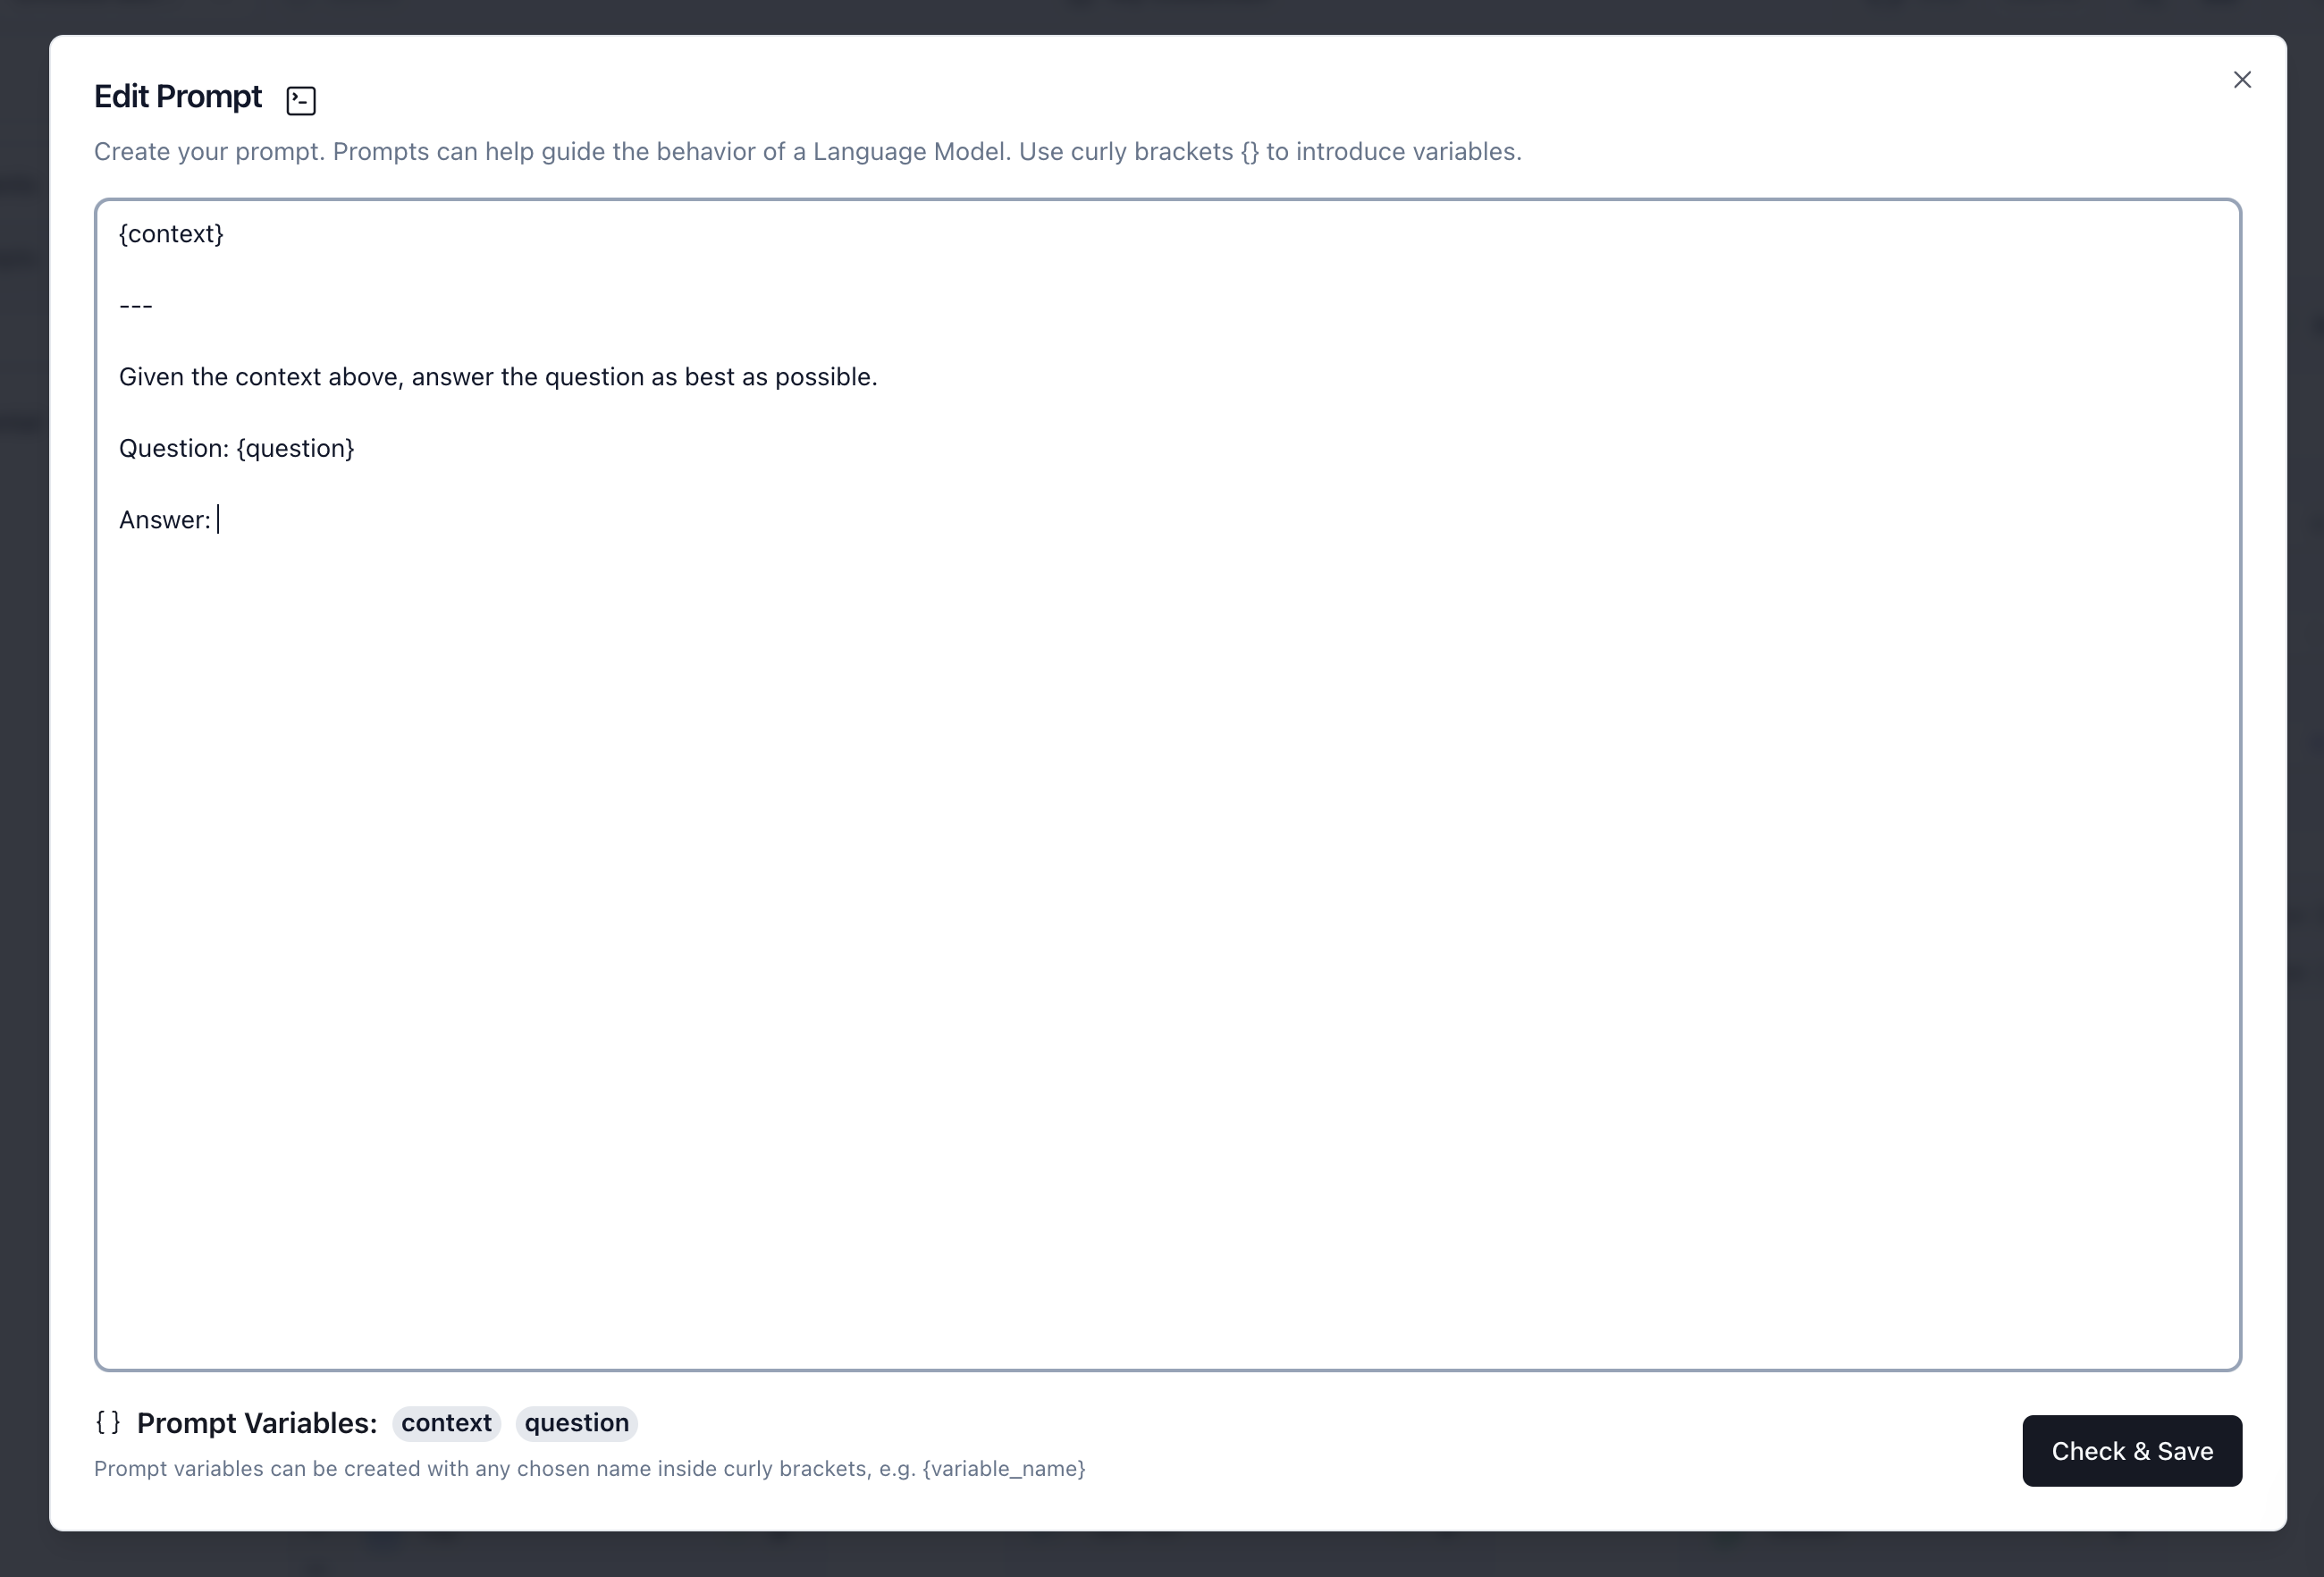 Edit Prompt
Create your prompt. Prompts can help guide the behavior of a Language Model. Use curly brackets {} to introduce variables.
{context}
---
Given the context above, answer the question as best as possible.
Question: {question}
Answer:
{} Prompt Variables: context question
Prompt variables can be created with any chosen name inside curly brackets, e.g. {variable_name}
Check & Save